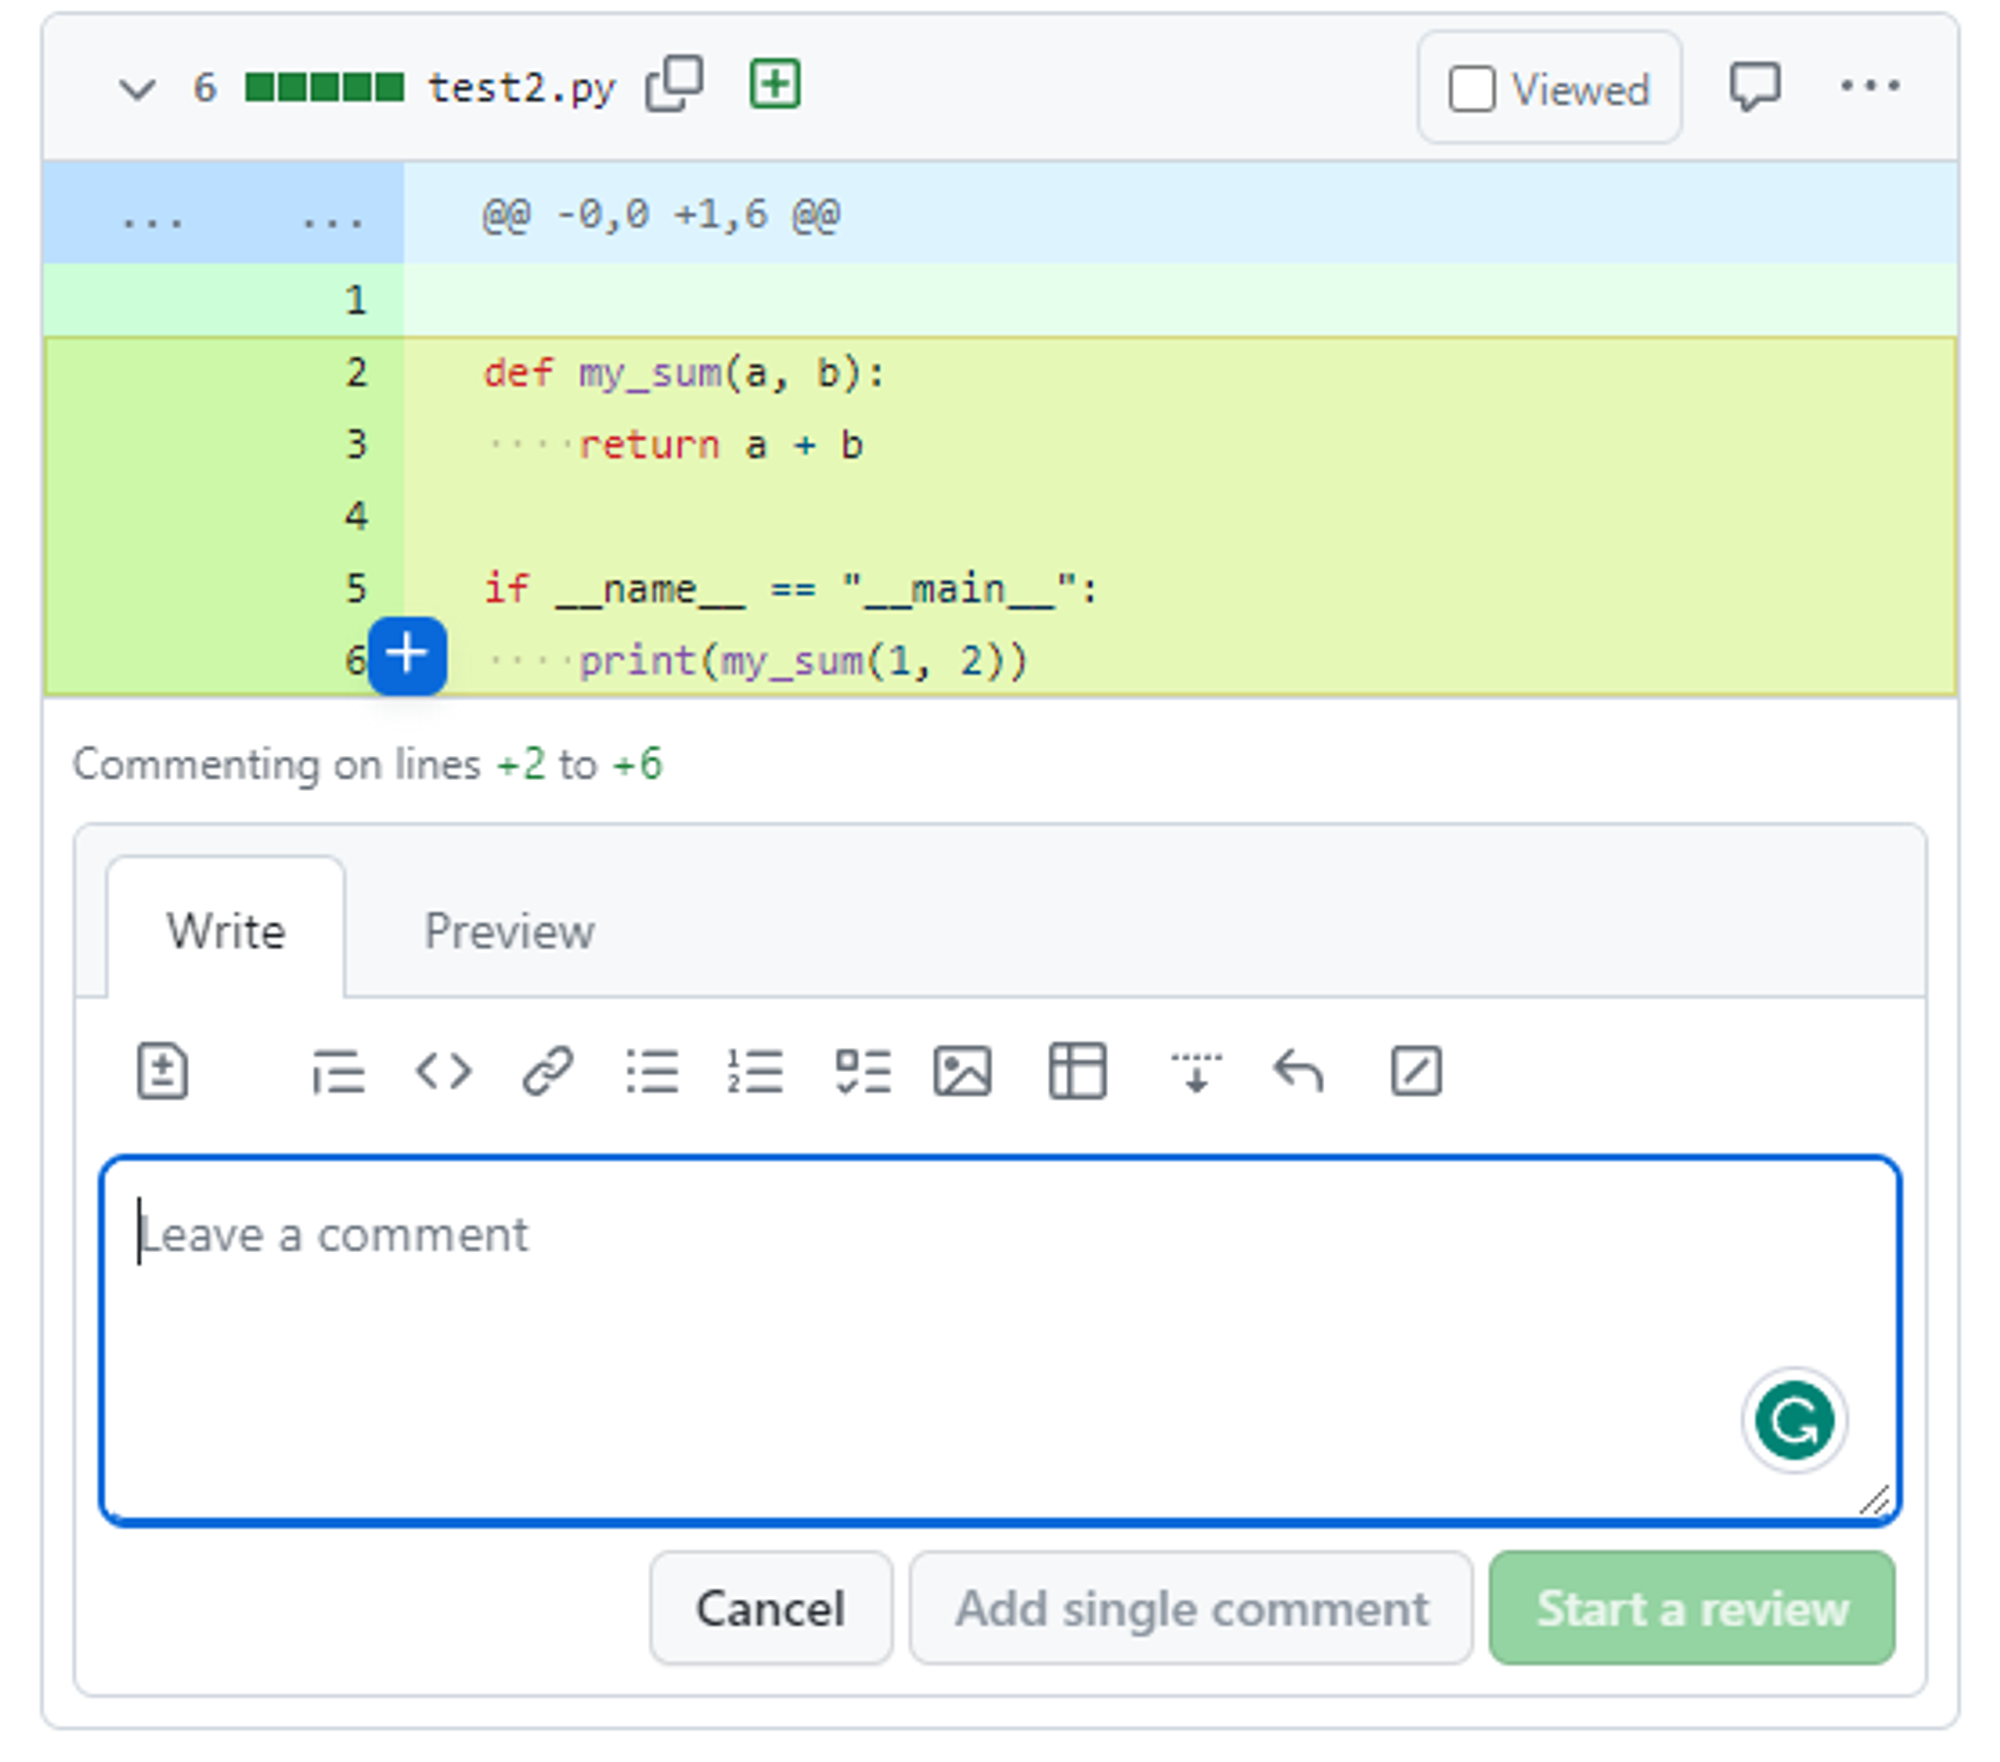 6 test2.py Viewed
... ... @@ -0,0 +1,6 @@
1
2 def my_sum(a, b):
3 ····return a + b
4
5 if __name__ == "__main__":
6 ····print(my_sum(1, 2))
Commenting on lines +2 to +6
Write Preview
Leave a comment
Cancel Add single comment Start a review